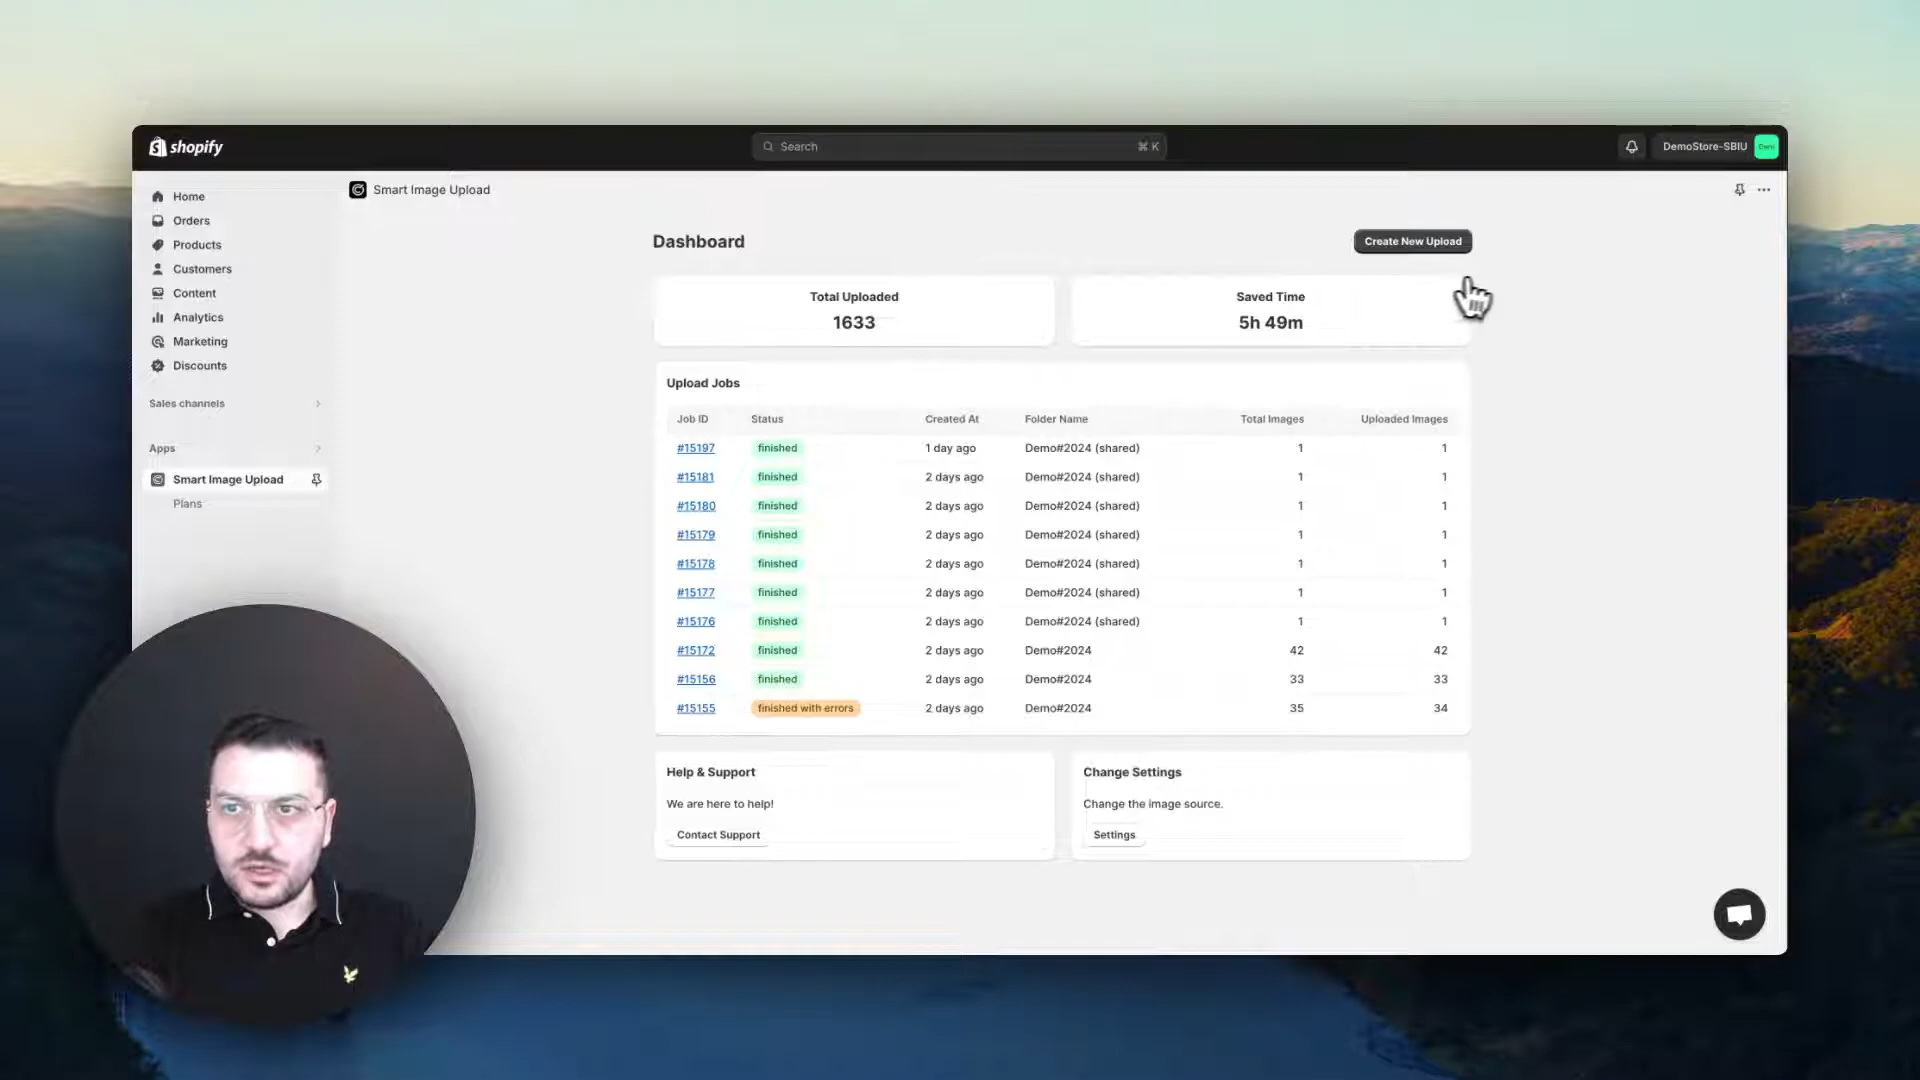 shopify
Search
⌘ K
DemoStore-SBIU
Home
Orders
Products
Customers
Content
Analytics
Marketing
Discounts
Sales channels
Apps
Smart Image Upload
Plans
Smart Image Upload
Dashboard
Create New Upload
Total Uploaded
1633
Saved Time
5h 49m
Upload Jobs
Job ID Status Created At Folder Name Total Images Uploaded Images
#15197 finished 1 day ago Demo#2024 (shared) 1 1
#15181 finished 2 days ago Demo#2024 (shared) 1 1
#15180 finished 2 days ago Demo#2024 (shared) 1 1
#15179 finished 2 days ago Demo#2024 (shared) 1 1
#15178 finished 2 days ago Demo#2024 (shared) 1 1
#15177 finished 2 days ago Demo#2024 (shared) 1 1
#15176 finished 2 days ago Demo#2024 (shared) 1 1
#15172 finished 2 days ago Demo#2024 42 42
#15156 finished 2 days ago Demo#2024 33 33
#15155 finished with errors 2 days ago Demo#2024 35 34
Help & Support
We are here to help!
Contact Support
Change Settings
Change the image source.
Settings